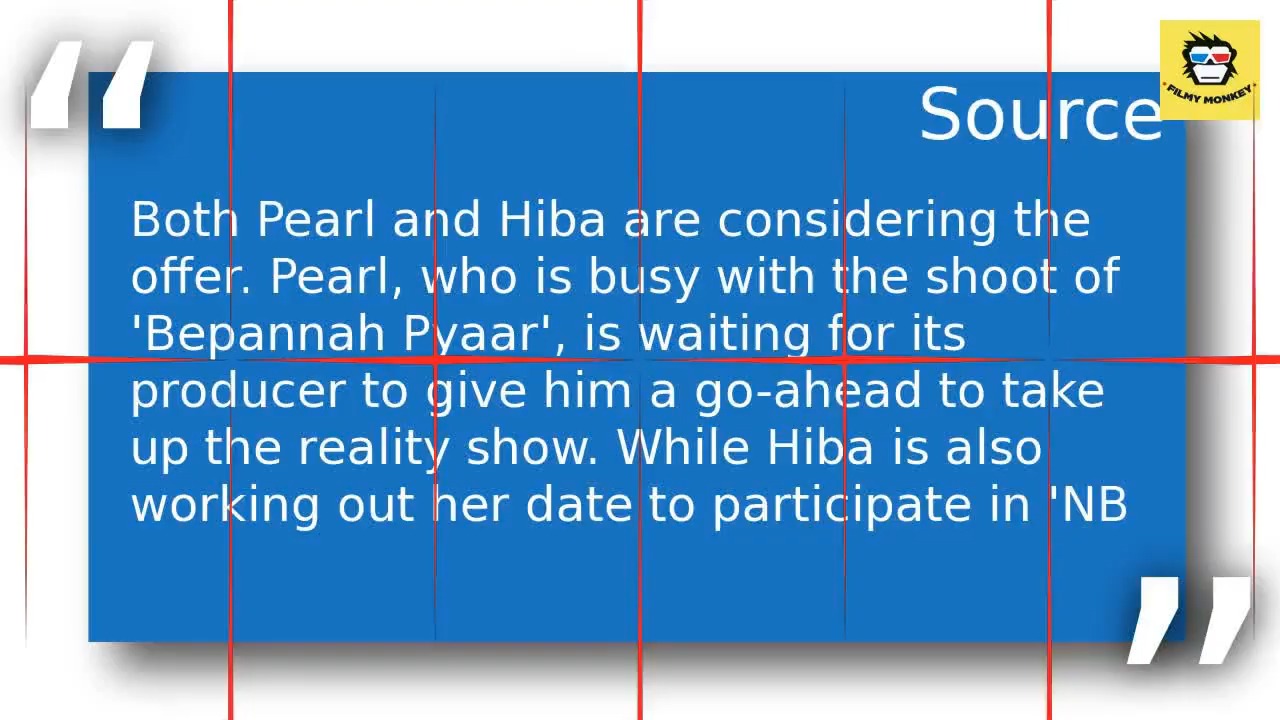 FILMY MONKEY
Source
Both Pearl and Hiba are considering the
offer. Pearl, who is busy with the shoot of
'Bepannah Pyaar', is waiting for its
producer to give him a go-ahead to take
up the reality show. While Hiba is also
working out her date to participate in 'NB